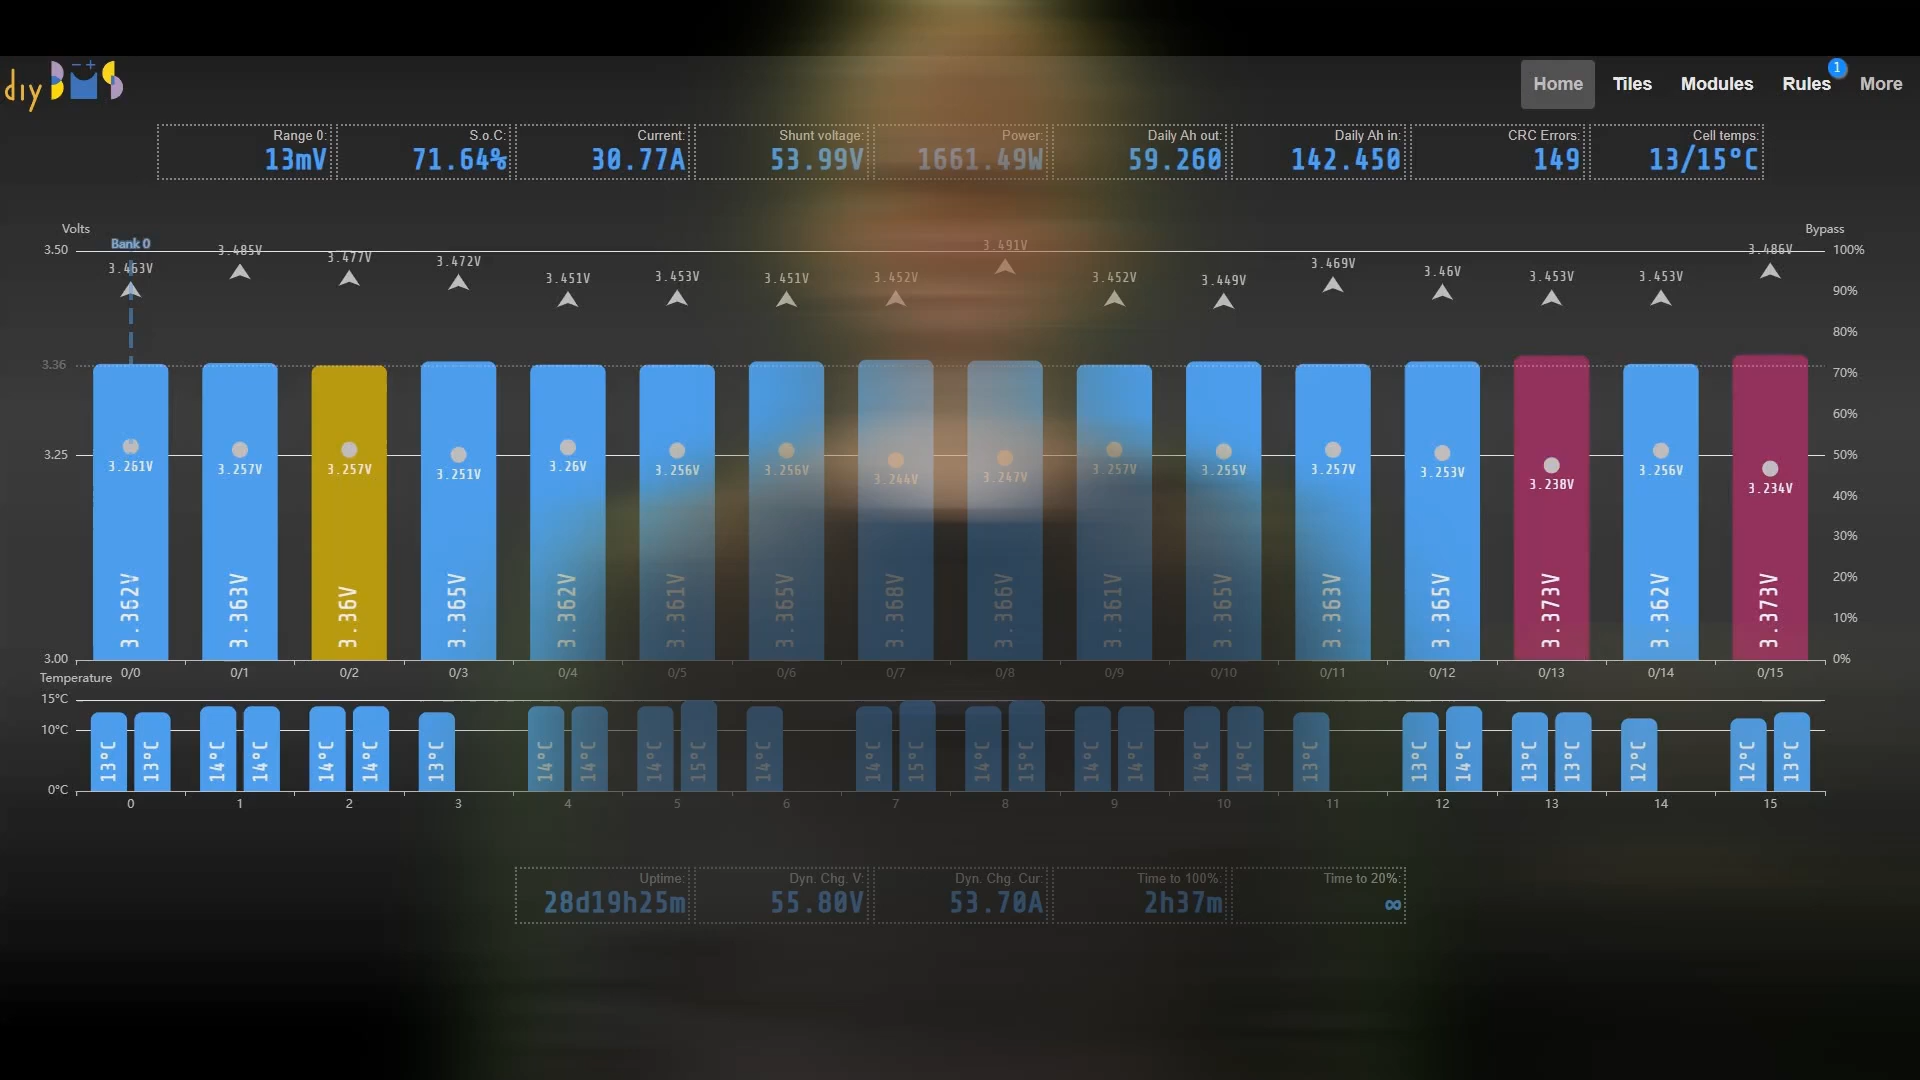 diyBMS
Home Tiles Modules Rules 1 More
Range 0: S.o.C: Current: Shunt voltage: Power: Daily Ah out: Daily Ah in: CRC Errors: Cell temps:
13mV 71.64% 30.77A 53.99V 1661.49W 59.260 142.450 149 13/15°C
Volts Bypass
Bank 0
3.50 100%
3.463V 3.485V 3.477V 3.472V 3.451V 3.453V 3.451V 3.452V 3.491V 3.452V 3.449V 3.469V 3.46V 3.453V 3.453V 3.486V
90%
80%
3.36 70%
60%
3.25 50%
3.261V 3.257V 3.257V 3.251V 3.26V 3.256V 3.256V 3.244V 3.247V 3.257V 3.255V 3.257V 3.253V 3.238V 3.256V 3.234V
40%
30%
20%
3.362V 3.363V 3.36V 3.365V 3.362V 3.361V 3.365V 3.368V 3.366V 3.361V 3.365V 3.363V 3.365V 3.373V 3.362V 3.373V
10%
3.00 0%
0/0 0/1 0/2 0/3 0/4 0/5 0/6 0/7 0/8 0/9 0/10 0/11 0/12 0/13 0/14 0/15
Temperature
15°C
10°C
13°C 13°C 14°C 14°C 14°C 14°C 13°C 14°C 14°C 14°C 15°C 14°C 14°C 15°C 14°C 15°C 14°C 14°C 14°C 14°C 13°C 13°C 14°C 13°C 13°C 12°C 12°C 13°C
0°C
0 1 2 3 4 5 6 7 8 9 10 11 12 13 14 15
Uptime: Dyn. Chg. V: Dyn. Chg. Cur: Time to 100%: Time to 20%:
28d19h25m 55.80V 53.70A 2h37m ∞